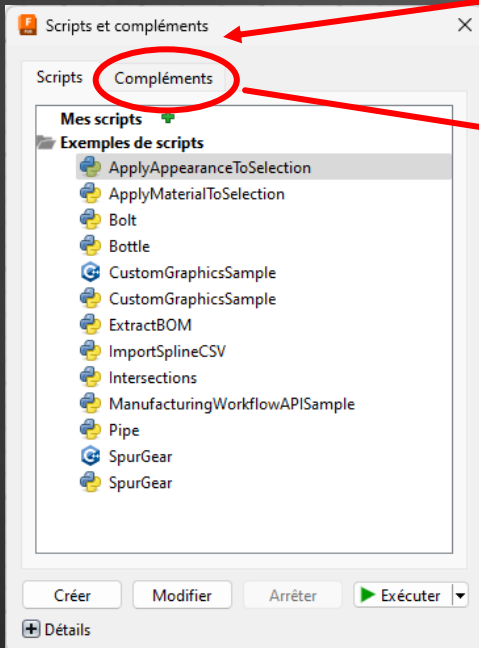 Scripts et compléments
Scripts Compléments
Mes scripts
Exemples de scripts
ApplyAppearanceToSelection
ApplyMaterialToSelection
Bolt
Bottle
CustomGraphicsSample
CustomGraphicsSample
ExtractBOM
ImportSplineCSV
Intersections
ManufacturingWorkflowAPISample
Pipe
SpurGear
SpurGear
Créer Modifier Arrêter Exécuter
Détails